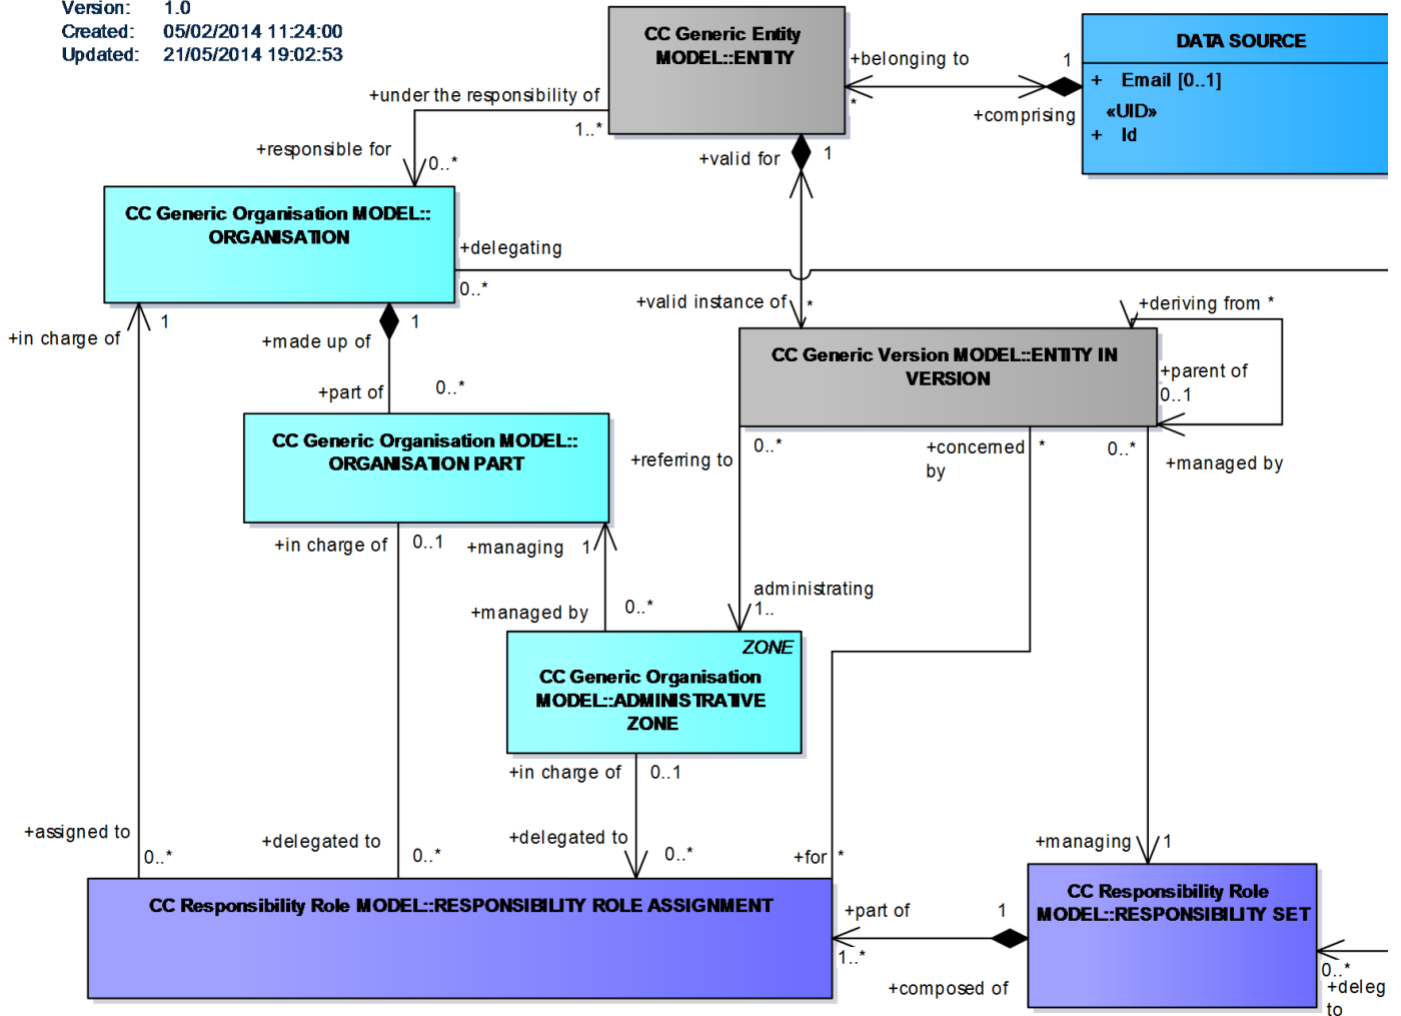 Version: 1.0
Created: 05/02/2014 11:24:00
Updated: 21/05/2014 19:02:53
CC Generic Entity
MODEL::ENTITY
DATA SOURCE
+ Email [0..1]
«UID»
+ Id
+belonging to
1
*
+comprising
+under the responsibility of
1..*
+responsible for
0..*
+valid for
1
CC Generic Organisation MODEL::
ORGANISATION
+delegating
0..*
+valid instance of
*
+deriving from *
+in charge of
1
+made up of
1
CC Generic Version MODEL::ENTITY IN
VERSION
+parent of
0..1
+part of
0..*
CC Generic Organisation MODEL::
ORGANISATION PART
+referring to
0..*
+concerned
by
*
0..*
+managed by
+in charge of
0..1
+managing
1
administrating
1..
+managed by
0..*
ZONE
CC Generic Organisation
MODEL::ADMINISTRATIVE
ZONE
+in charge of
0..1
+assigned to
0..*
+delegated to
0..*
+delegated to
0..*
+for
*
+managing
1
CC Responsibility Role MODEL::RESPONSIBILITY ROLE ASSIGNMENT
CC Responsibility Role
MODEL::RESPONSIBILITY SET
+part of
1
1..*
+composed of
0..*
+deleg
to